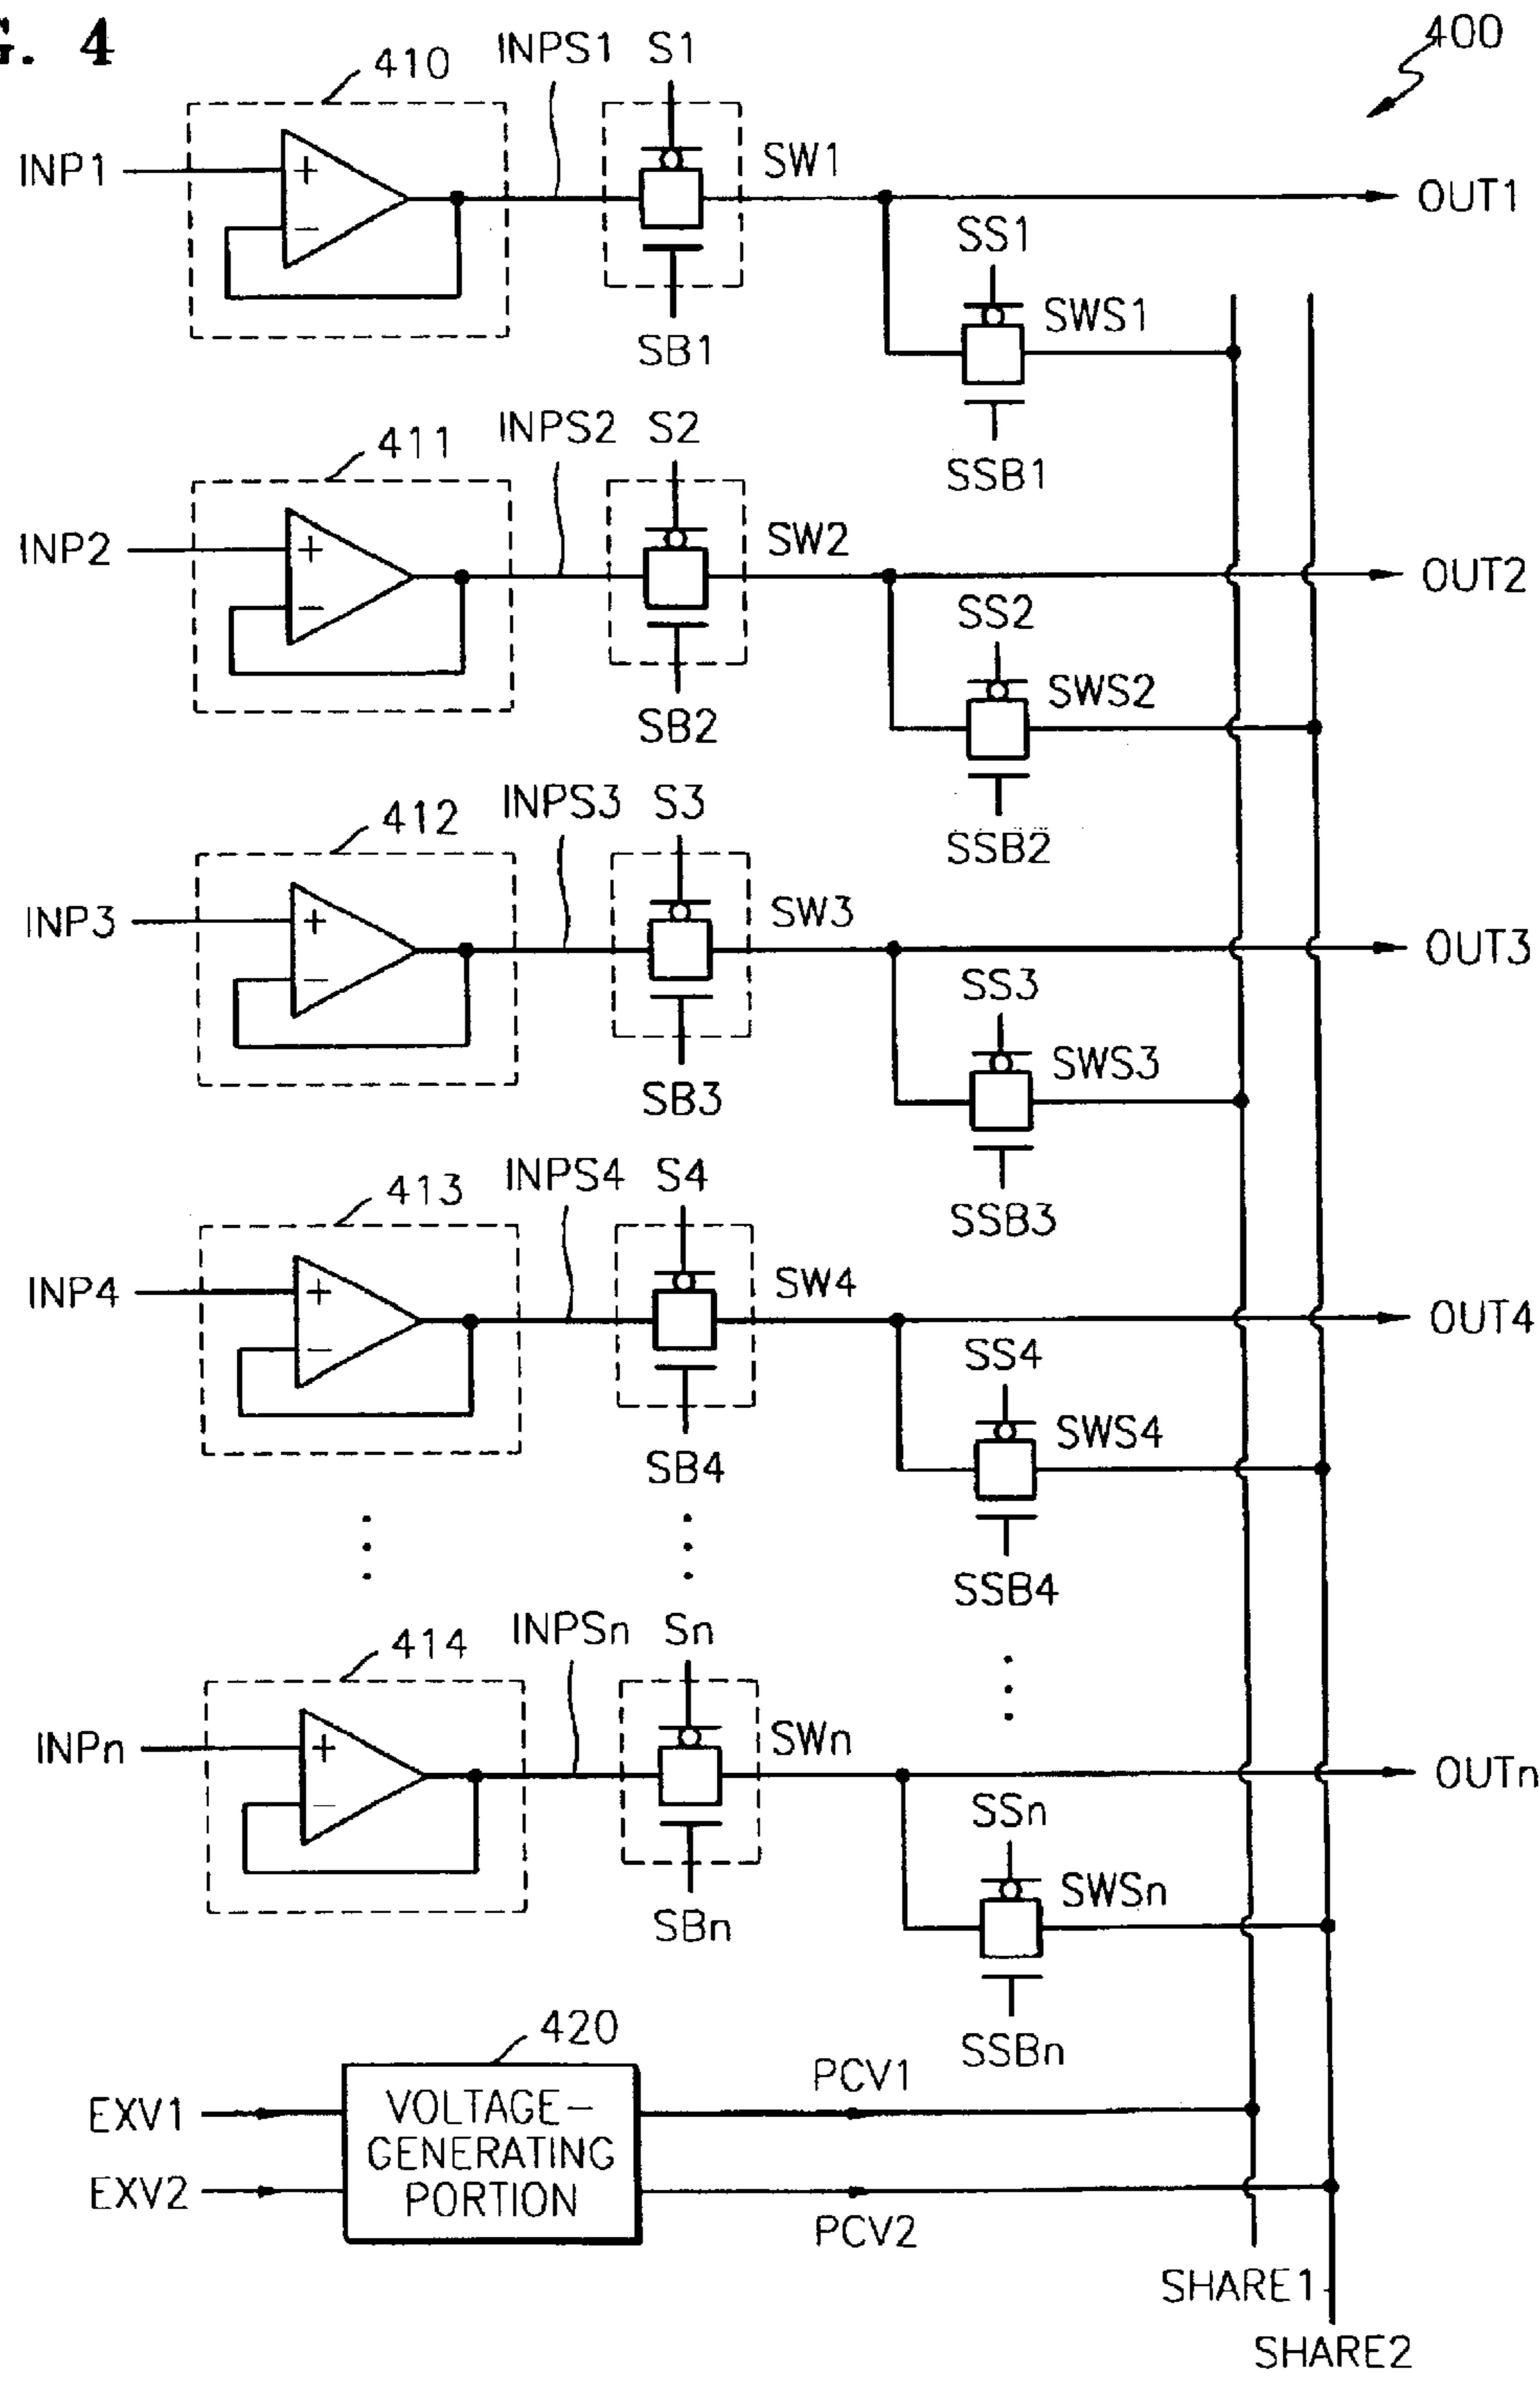 G. 4
400
410
INPS1
S1
INP1
+
−
SW1
OUT1
SB1
SS1
SWS1
SSB1
411
INPS2
S2
INP2
+
−
SW2
OUT2
SB2
SS2
SWS2
SSB2
412
INPS3
S3
INP3
+
−
SW3
OUT3
SB3
SS3
SWS3
SSB3
413
INPS4
S4
INP4
+
−
SW4
OUT4
SB4
SS4
SWS4
SSB4
414
INPSn
Sn
INPn
+
−
SWn
OUTn
SBn
SSn
SWSn
SSBn
420
EXV1
EXV2
VOLTAGE-
GENERATING
PORTION
PCV1
PCV2
SHARE1
SHARE2